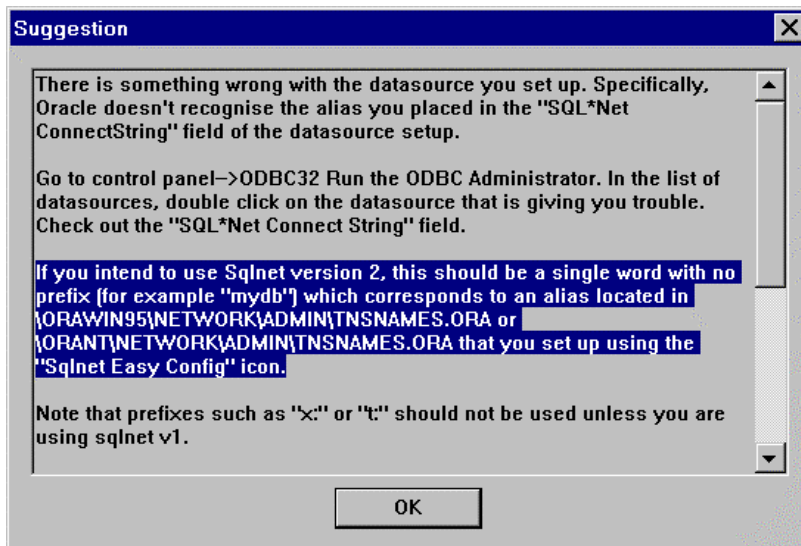 Suggestion
There is something wrong with the datasource you set up. Specifically,
Oracle doesn't recognise the alias you placed in the "SQL*Net
ConnectString" field of the datasource setup.
Go to control panel->ODBC32 Run the ODBC Administrator. In the list of
datasources, double click on the datasource that is giving you trouble.
Check out the "SQL*Net Connect String" field.
If you intend to use Sqlnet version 2, this should be a single word with no
prefix (for example "mydb") which corresponds to an alias located in
\ORAWIN95\NETWORK\ADMIN\TNSNAMES.ORA or
\ORANT\NETWORK\ADMIN\TNSNAMES.ORA that you set up using the
"Sqlnet Easy Config" icon.
Note that prefixes such as "x:" or "t:" should not be used unless you are
using sqlnet v1.
OK